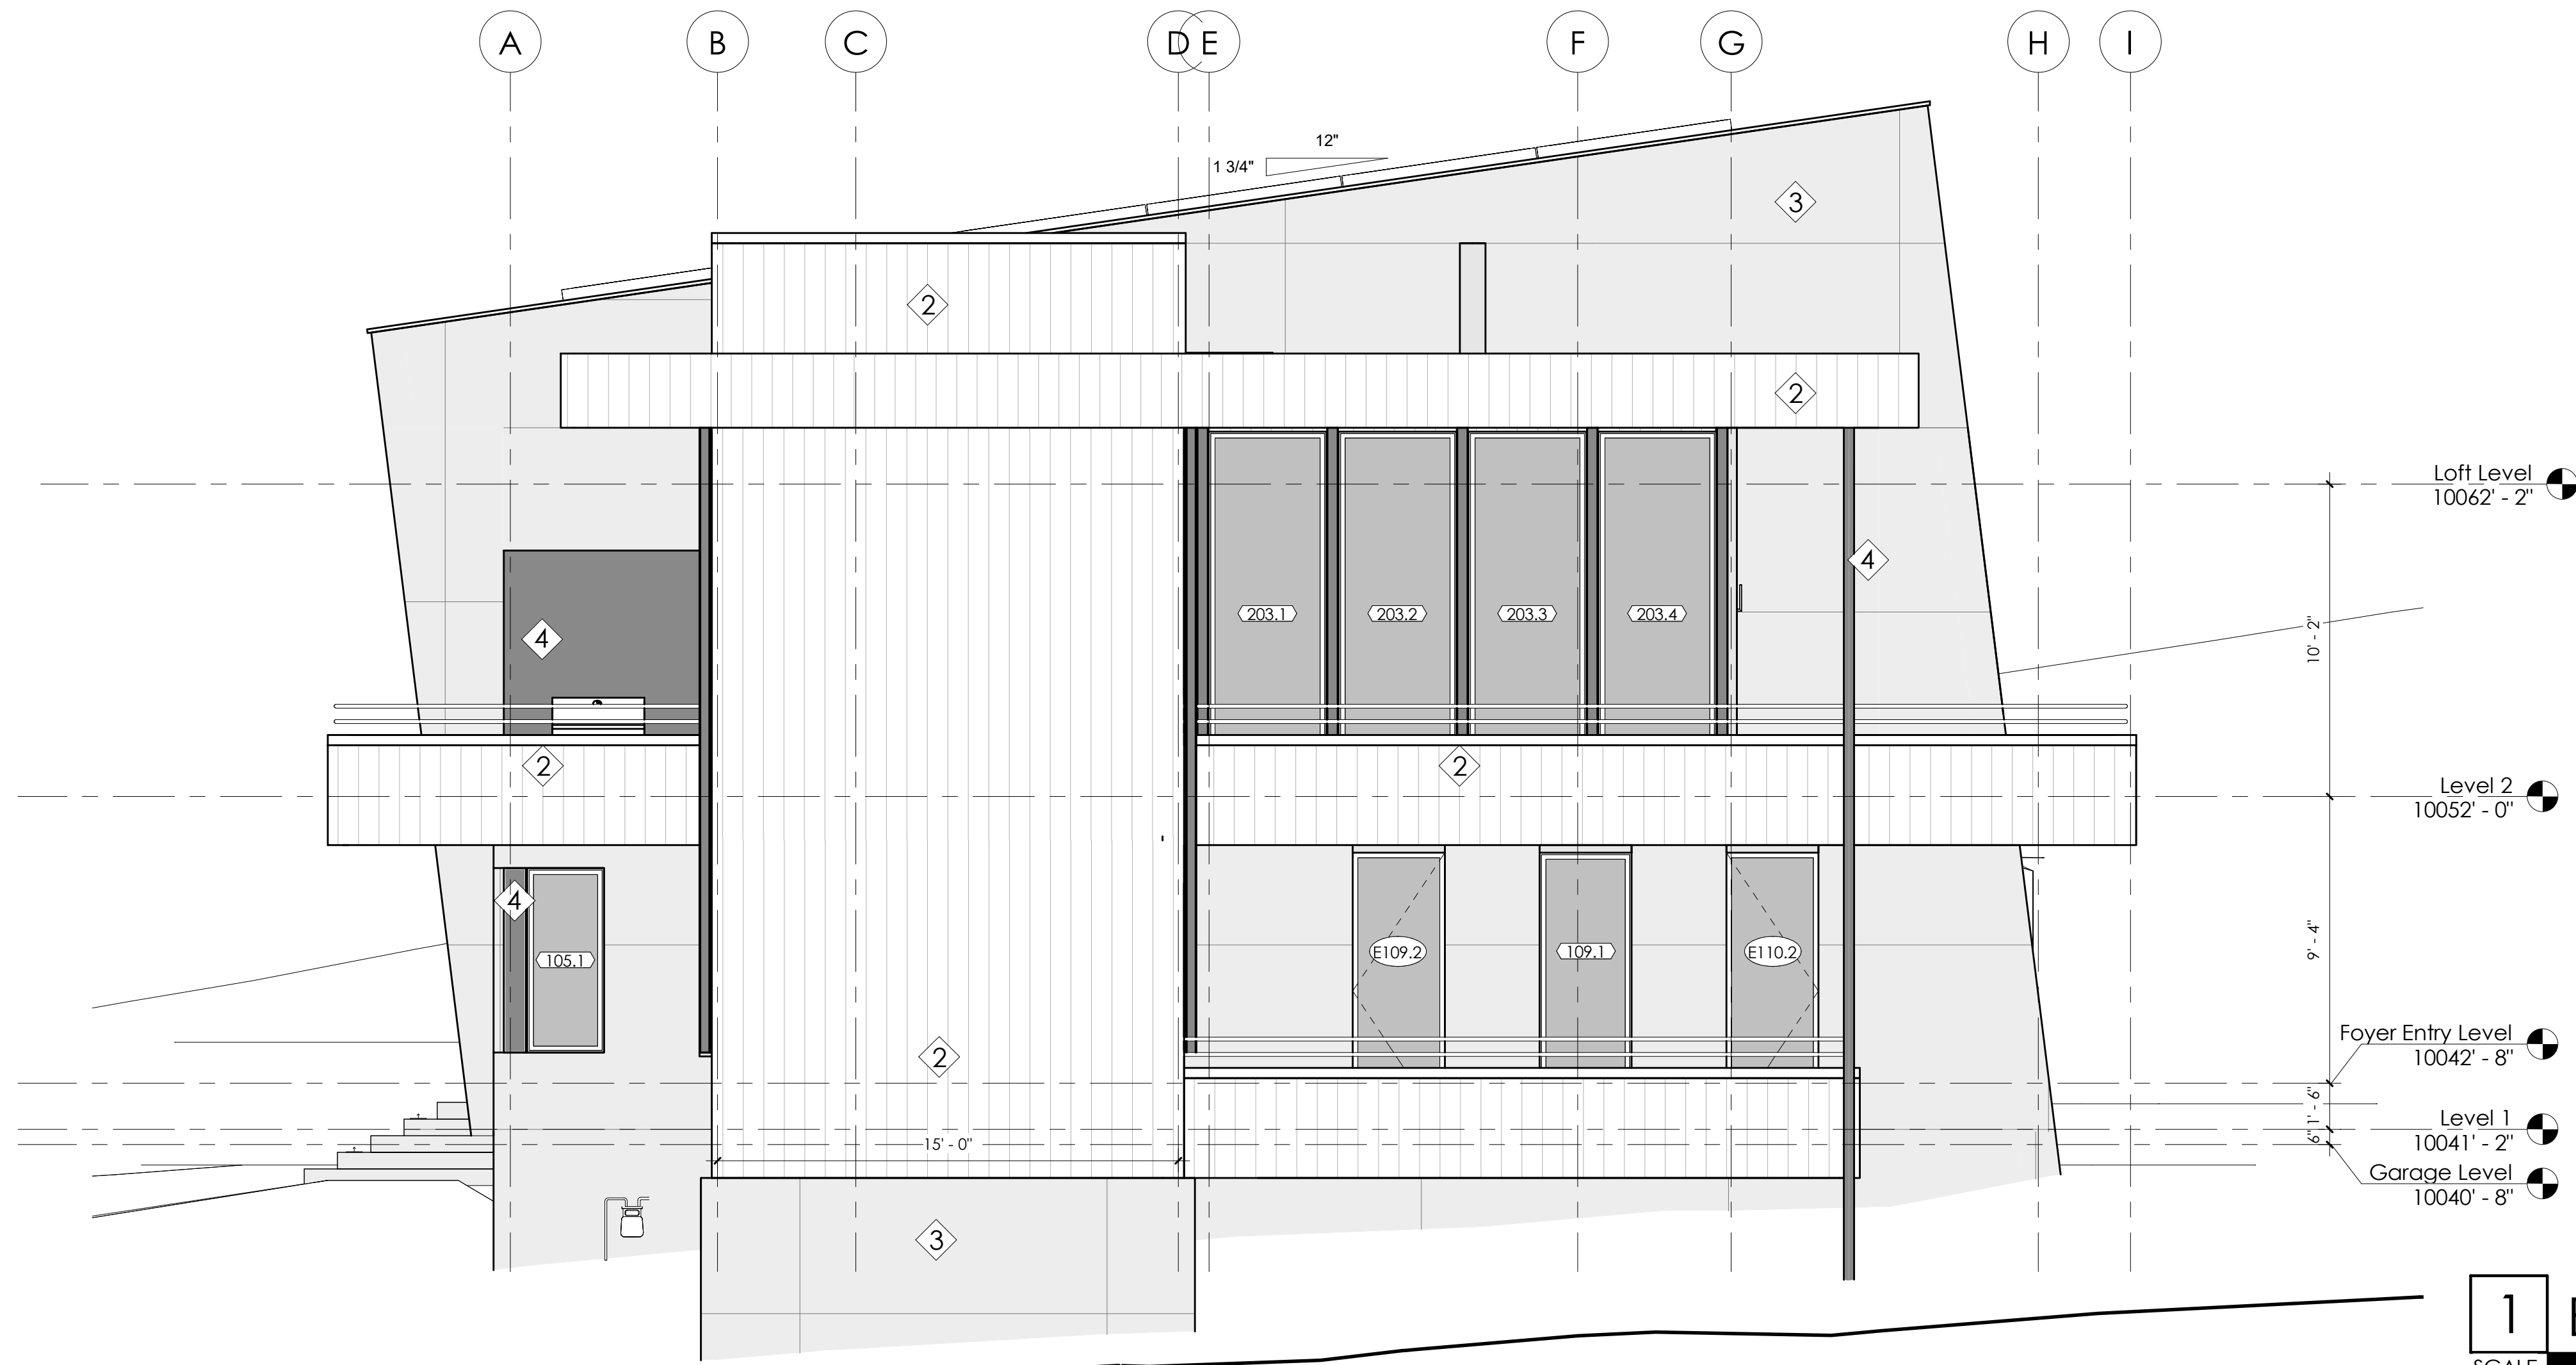 A B C D E F G H I
12"
1 3/4"
3
2
2
Loft Level
10062' - 2"
4
203.1 203.2 203.3 203.4
4
10' - 2"
2
2
Level 2
10052' - 0"
4
105.1
E109.2 109.1 E110.2
9' - 4"
Foyer Entry Level
10042' - 8"
2
1' - 6"
Level 1
10041' - 2"
6"
15' - 0"
Garage Level
10040' - 8"
3
1